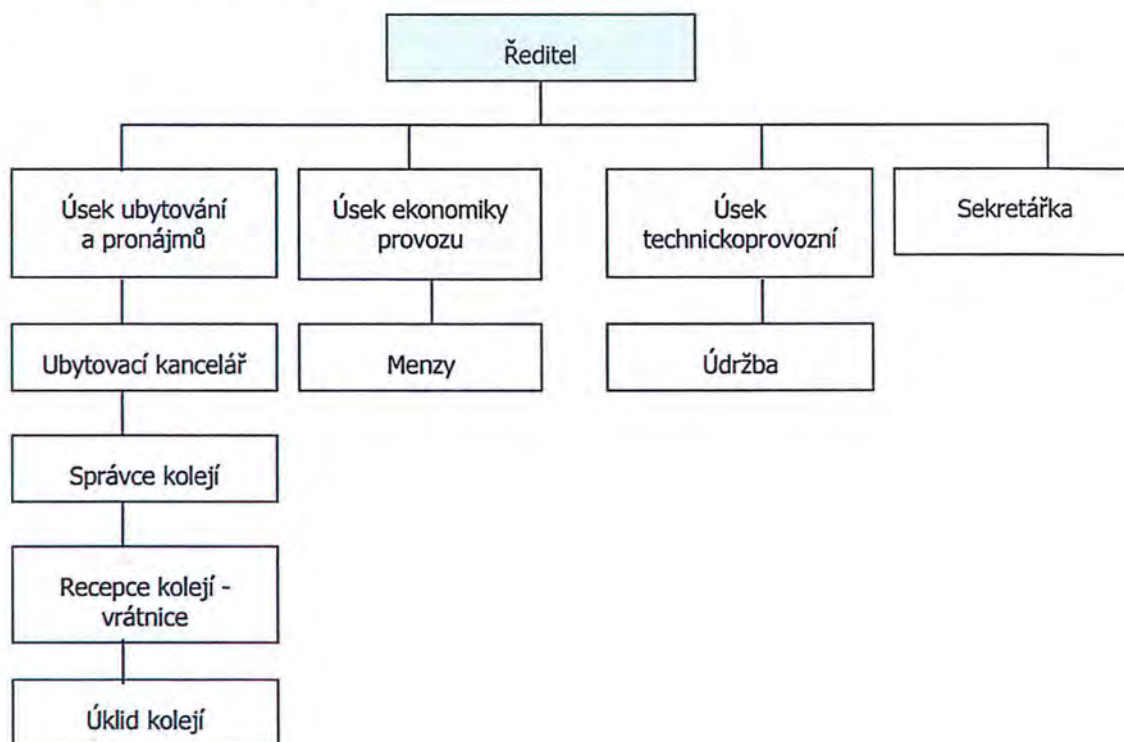 Ředitel
Úsek ubytování
a pronájmů
Úsek ekonomiky
provozu
Úsek
technickoprovozní
Sekretářka
Ubytovací kancelář
Menzy
Údržba
Správce kolejí
Recepce kolejí -
vrátnice
Úklid kolejí